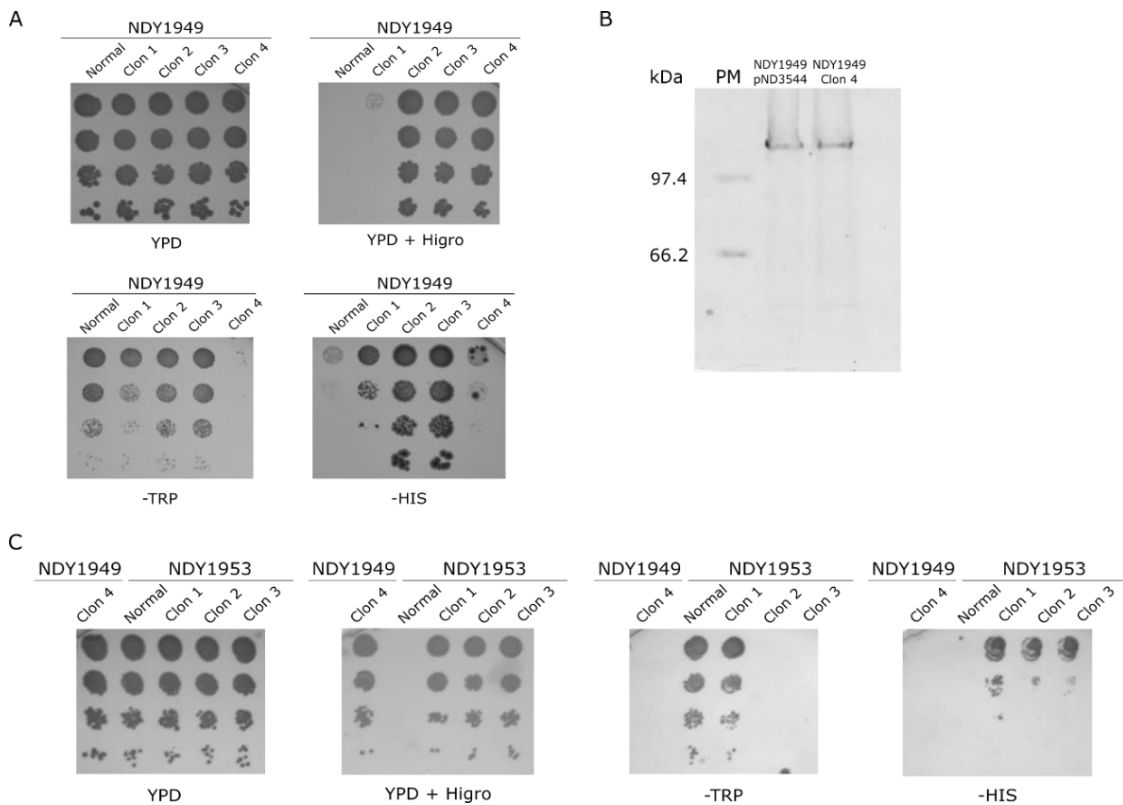 A
NDY1949
Normal Clon 1 Clon 2 Clon 3 Clon 4
YPD
NDY1949
YPD + Higro
Normal Clon 1 Clon 2 Clon 3 Clon 4
NDY1949
Normal Clon 1 Clon 2 Clon 3 Clon 4
-TRP
NDY1949
Normal Clon 1 Clon 2 Clon 3 Clon 4
-HIS
B
kDa PM NDY1949 NDY1949
pND3544 Clon 4
97.4
66.2
C
NDY1949 NDY1953
Clon 4 Normal Clon 1 Clon 2 Clon 3
YPD
NDY1949 NDY1953
Clon 4 Normal Clon 1 Clon 2 Clon 3
YPD + Higro
NDY1949 NDY1953
Clon 4 Normal Clon 1 Clon 2 Clon 3
-TRP
NDY1949 NDY1953
Clon 4 Normal Clon 1 Clon 2 Clon 3
-HIS